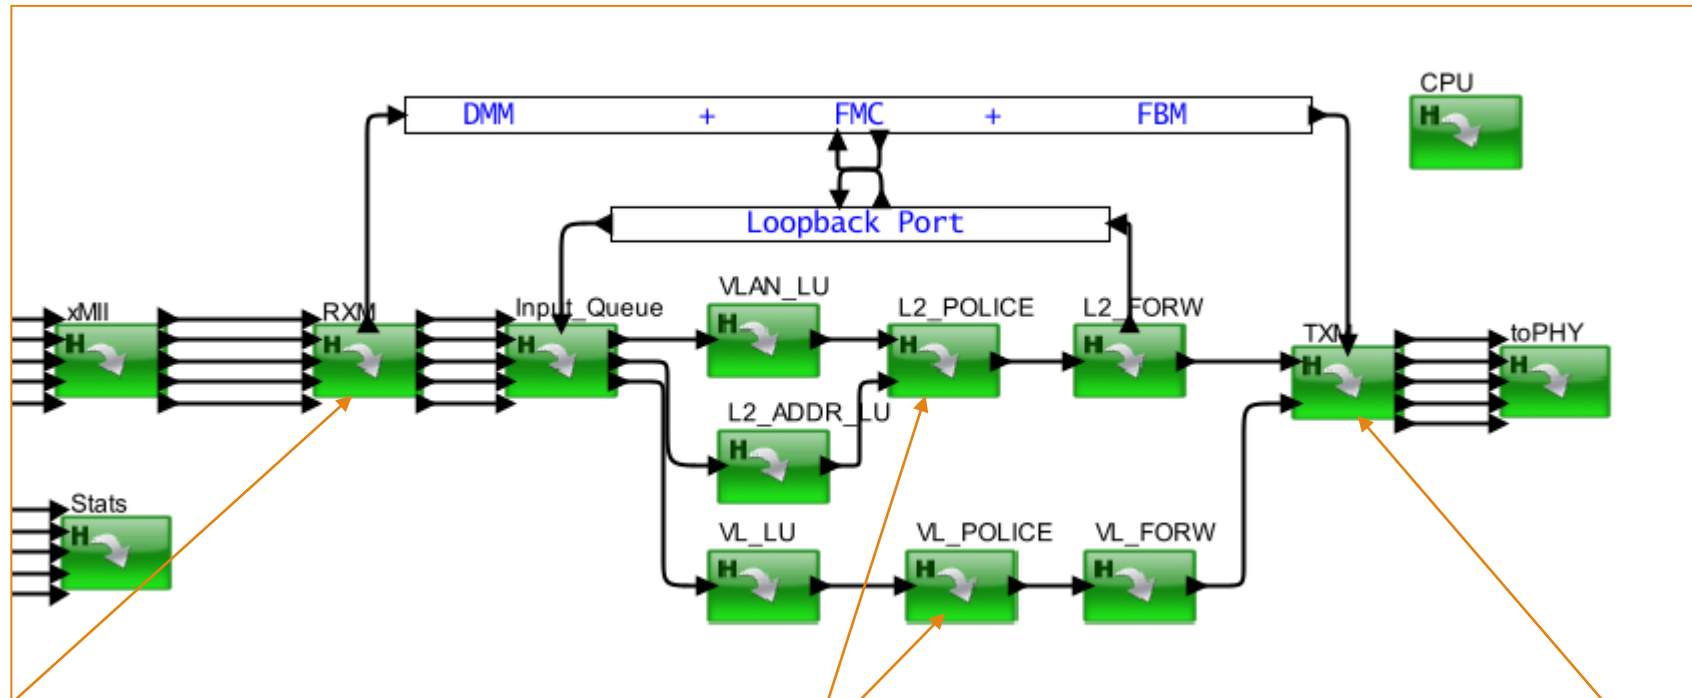 CPU
DMM + FMC + FBM
Loopback Port
VLAN_LU
xMII RXM Input_Queue L2_POLICE L2_FORW
TXM toPHY
H H H H H H
H H
L2_ADDR_LU
H
Stats
H
VL_LU VL_POLICE VL_FORW
H H H
H